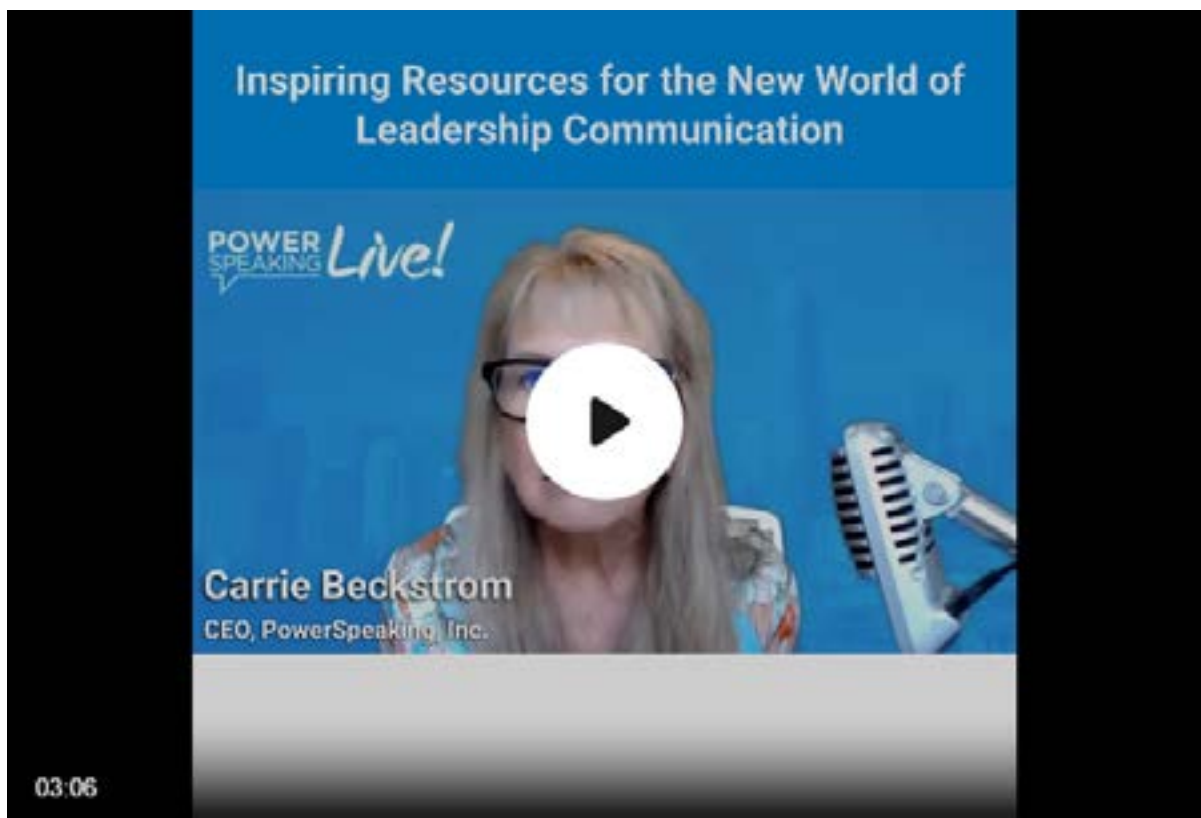 Inspiring Resources for the New World of
Leadership Communication
POWER
SPEAKING
Live!
Carrie Beckstrom
CEO, PowerSpeaking, Inc.
03:06